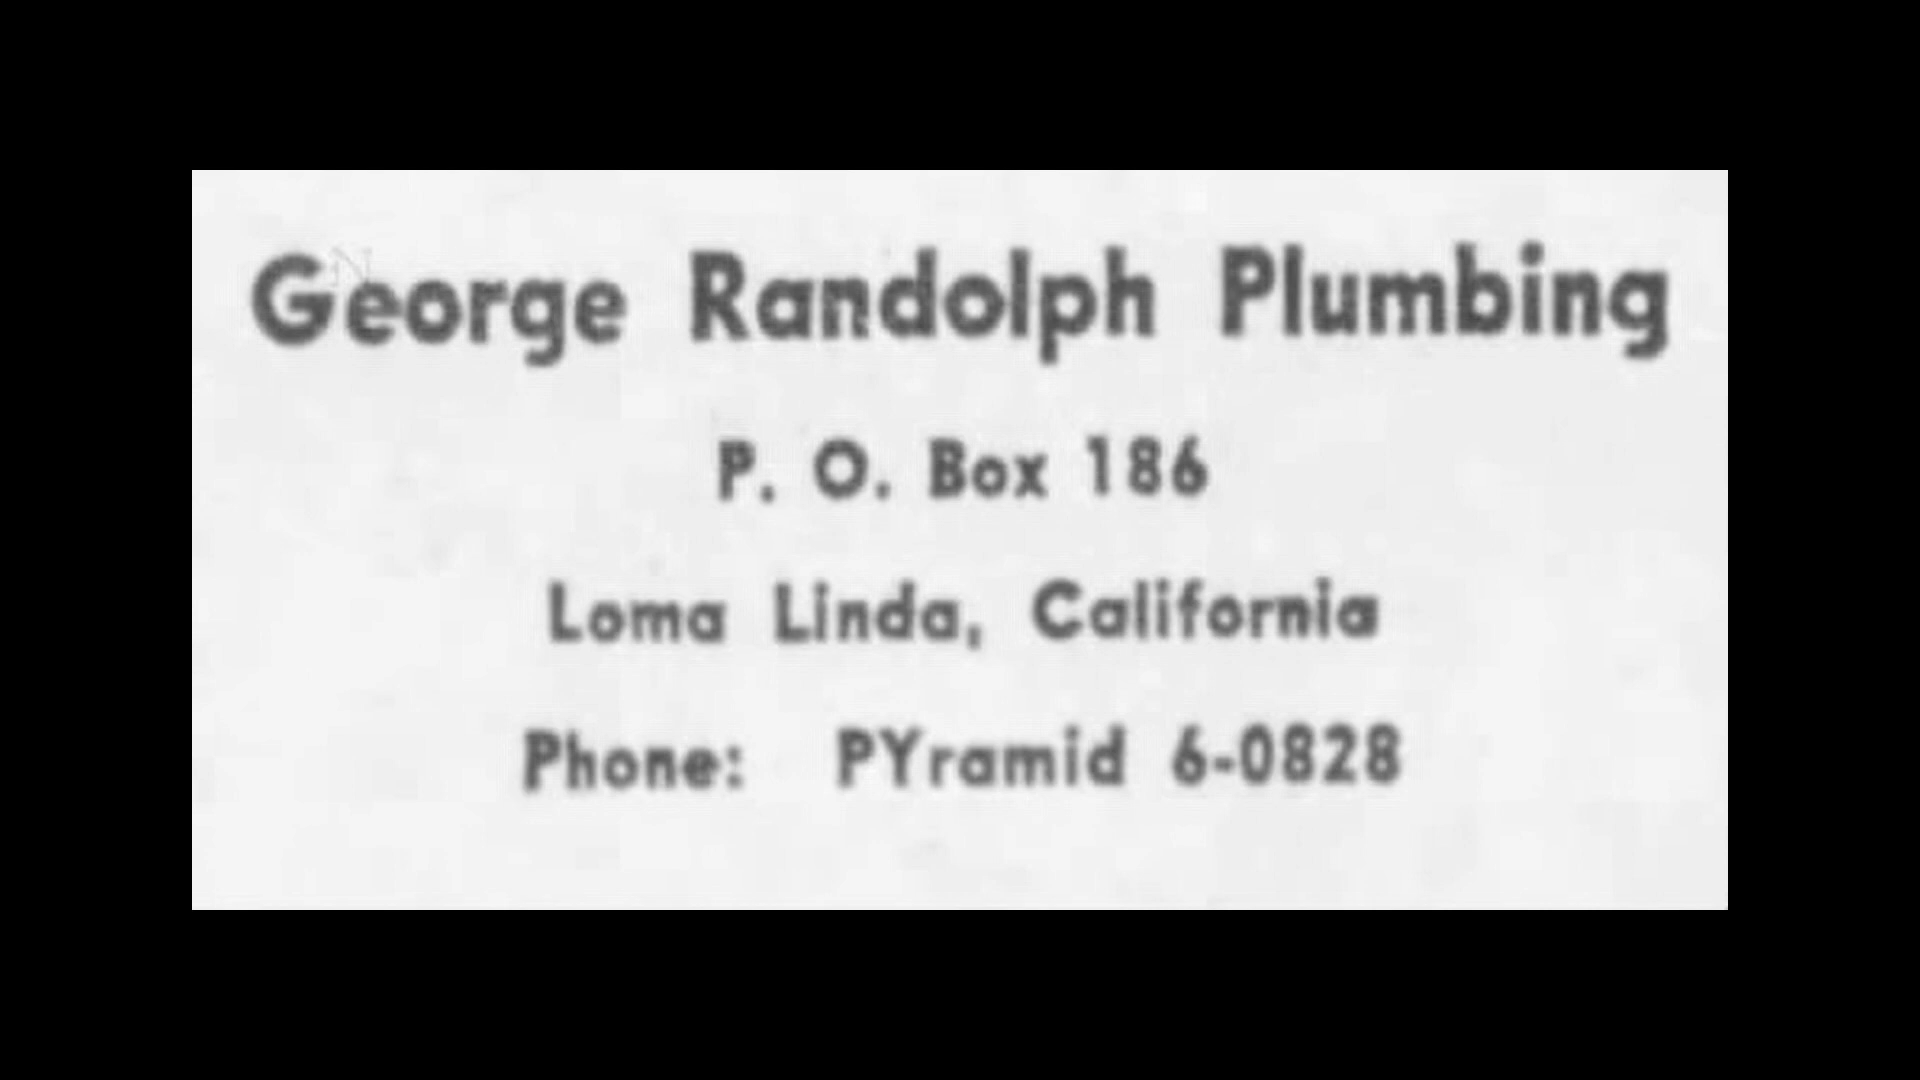 George Randolph Plumbing
P. O. Box 186
Loma Linda, California
Phone: PYramid 6-0828